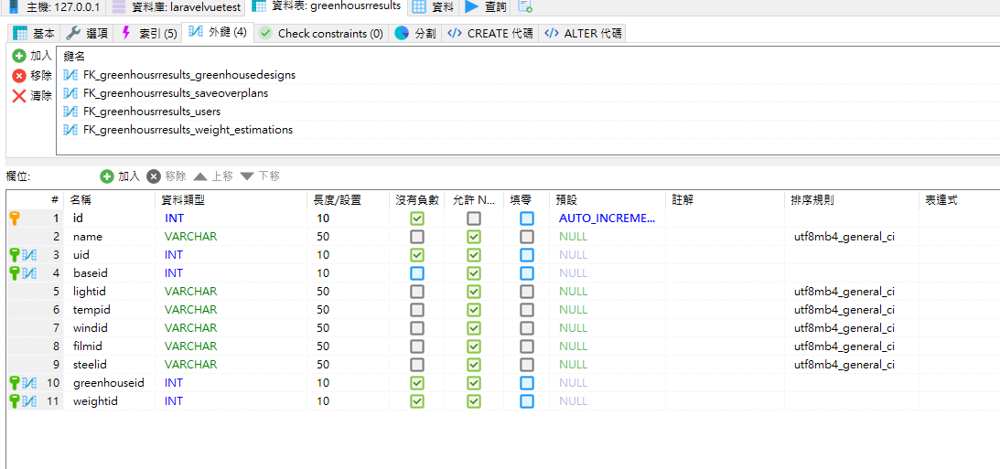 主機: 127.0.0.1 資料庫: laravelvuetest 資料表: greenhousrresults 資料 查詢
基本 選項 索引 (5) 外鍵 (4) Check constraints (0) 分割 CREATE 代碼 ALTER 代碼
加入 鍵名
移除 FK_greenhousrresults_greenhousedesigns
清除 FK_greenhousrresults_saveoverplans
FK_greenhousrresults_users
FK_greenhousrresults_weight_estimations
欄位: 加入 移除 上移 下移
# 名稱 資料類型 長度/設置 沒有負數 允許 N... 填零 預設 註解 排序規則 表達式
1 id INT 10 AUTO_INCREME...
2 name VARCHAR 50 NULL utf8mb4_general_ci
3 uid INT 10 NULL
4 baseid INT 10 NULL
5 lightid VARCHAR 50 NULL utf8mb4_general_ci
6 tempid VARCHAR 50 NULL utf8mb4_general_ci
7 windid VARCHAR 50 NULL utf8mb4_general_ci
8 filmid VARCHAR 50 NULL utf8mb4_general_ci
9 steelid VARCHAR 50 NULL utf8mb4_general_ci
10 greenhouseid INT 10 NULL
11 weightid INT 10 NULL